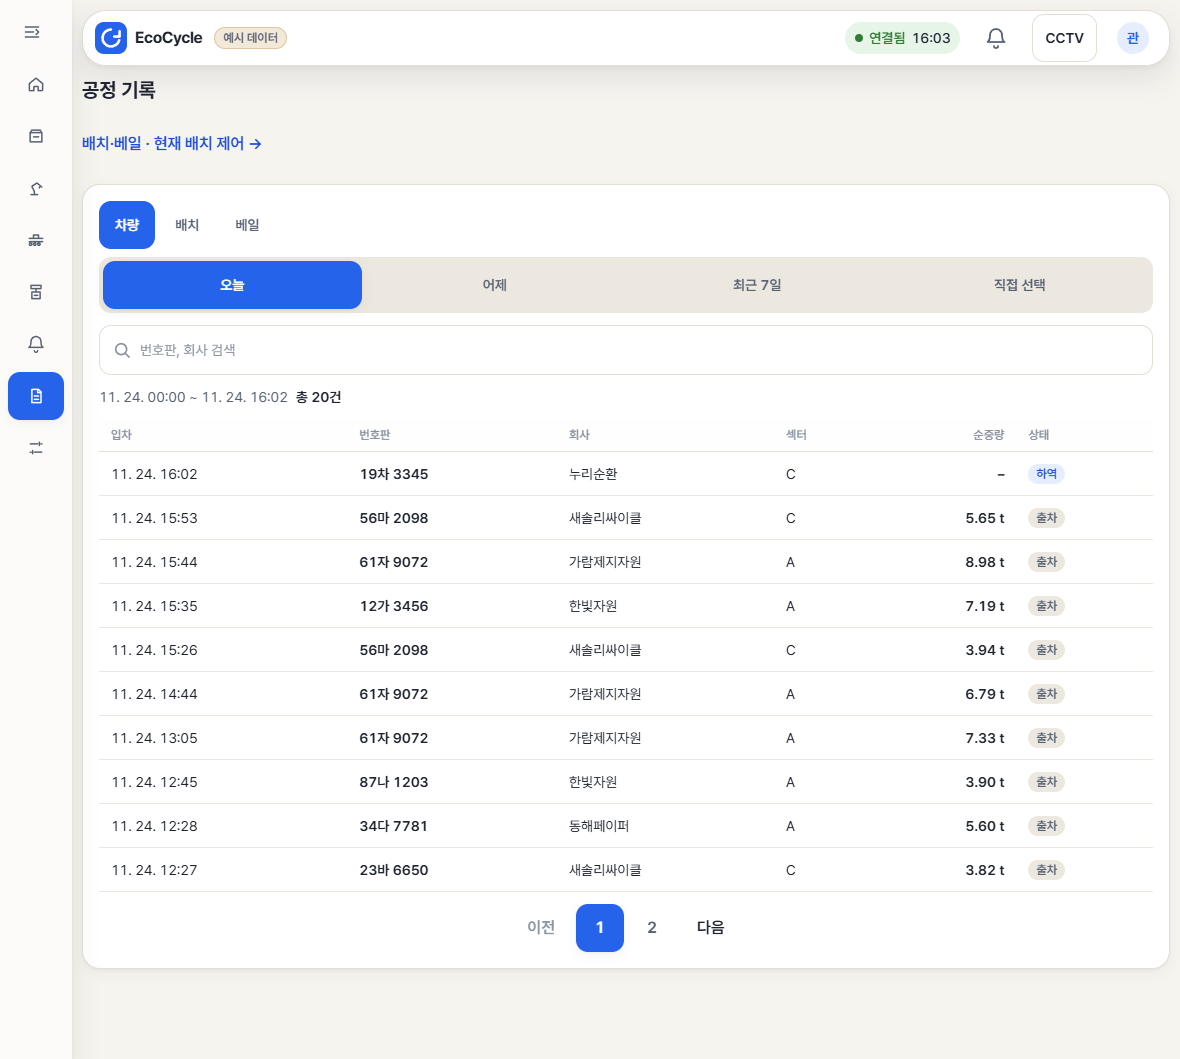 EcoCycle 예시 데이터 연결됨 16:03 CCTV 관
공정 기록
배치·베일 · 현재 배치 제어 →
차량 배치 베일
오늘 어제 최근 7일 직접 선택
번호판, 회사 검색
11. 24. 00:00 ~ 11. 24. 16:02 총 20건
입차 번호판 회사 섹터 순중량 상태
11. 24. 16:02 19차 3345 누리순환 C – 하역
11. 24. 15:53 56마 2098 새솔리싸이클 C 5.65 t 출차
11. 24. 15:44 61자 9072 가람제지자원 A 8.98 t 출차
11. 24. 15:35 12가 3456 한빛자원 A 7.19 t 출차
11. 24. 15:26 56마 2098 새솔리싸이클 C 3.94 t 출차
11. 24. 14:44 61자 9072 가람제지자원 A 6.79 t 출차
11. 24. 13:05 61자 9072 가람제지자원 A 7.33 t 출차
11. 24. 12:45 87나 1203 한빛자원 A 3.90 t 출차
11. 24. 12:28 34다 7781 동해페이퍼 A 5.60 t 출차
11. 24. 12:27 23바 6650 새솔리싸이클 C 3.82 t 출차
이전 1 2 다음